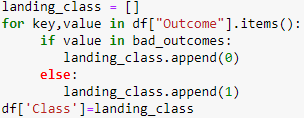 landing_class = []
for key,value in df["Outcome"].items():
    if value in bad_outcomes:
        landing_class.append(0)
    else:
        landing_class.append(1)
df['Class']=landing_class